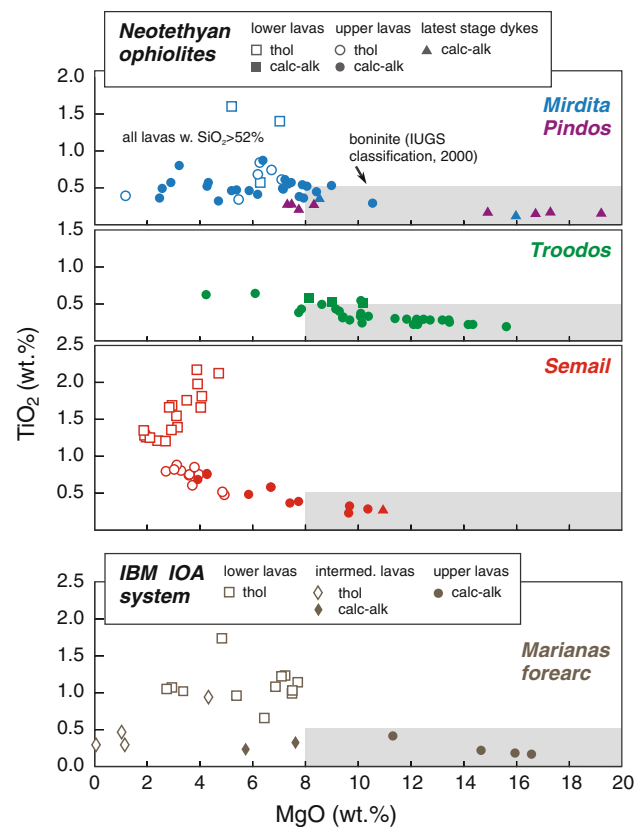 Neotethyan ophiolites
lower lavas upper lavas latest stage dykes
thol thol calc-alk
calc-alk calc-alk
2.0
1.5
1.0
0.5
1.5
1.0
0.5
2.5
2.0
1.5
1.0
0.5
all lavas w. SiO2>52%
boninite (IUGS
classification, 2000)
Mirdita
Pindos
Troodos
Semail
TiO2 (wt.%)
IBM IOA
system
lower lavas intermed. lavas upper lavas
thol thol calc-alk
calc-alk
2.5
2.0
1.5
1.0
0.5
0.0
Marianas
forearc
0 2 4 6 8 10 12 14 16 18 20
MgO (wt.%)